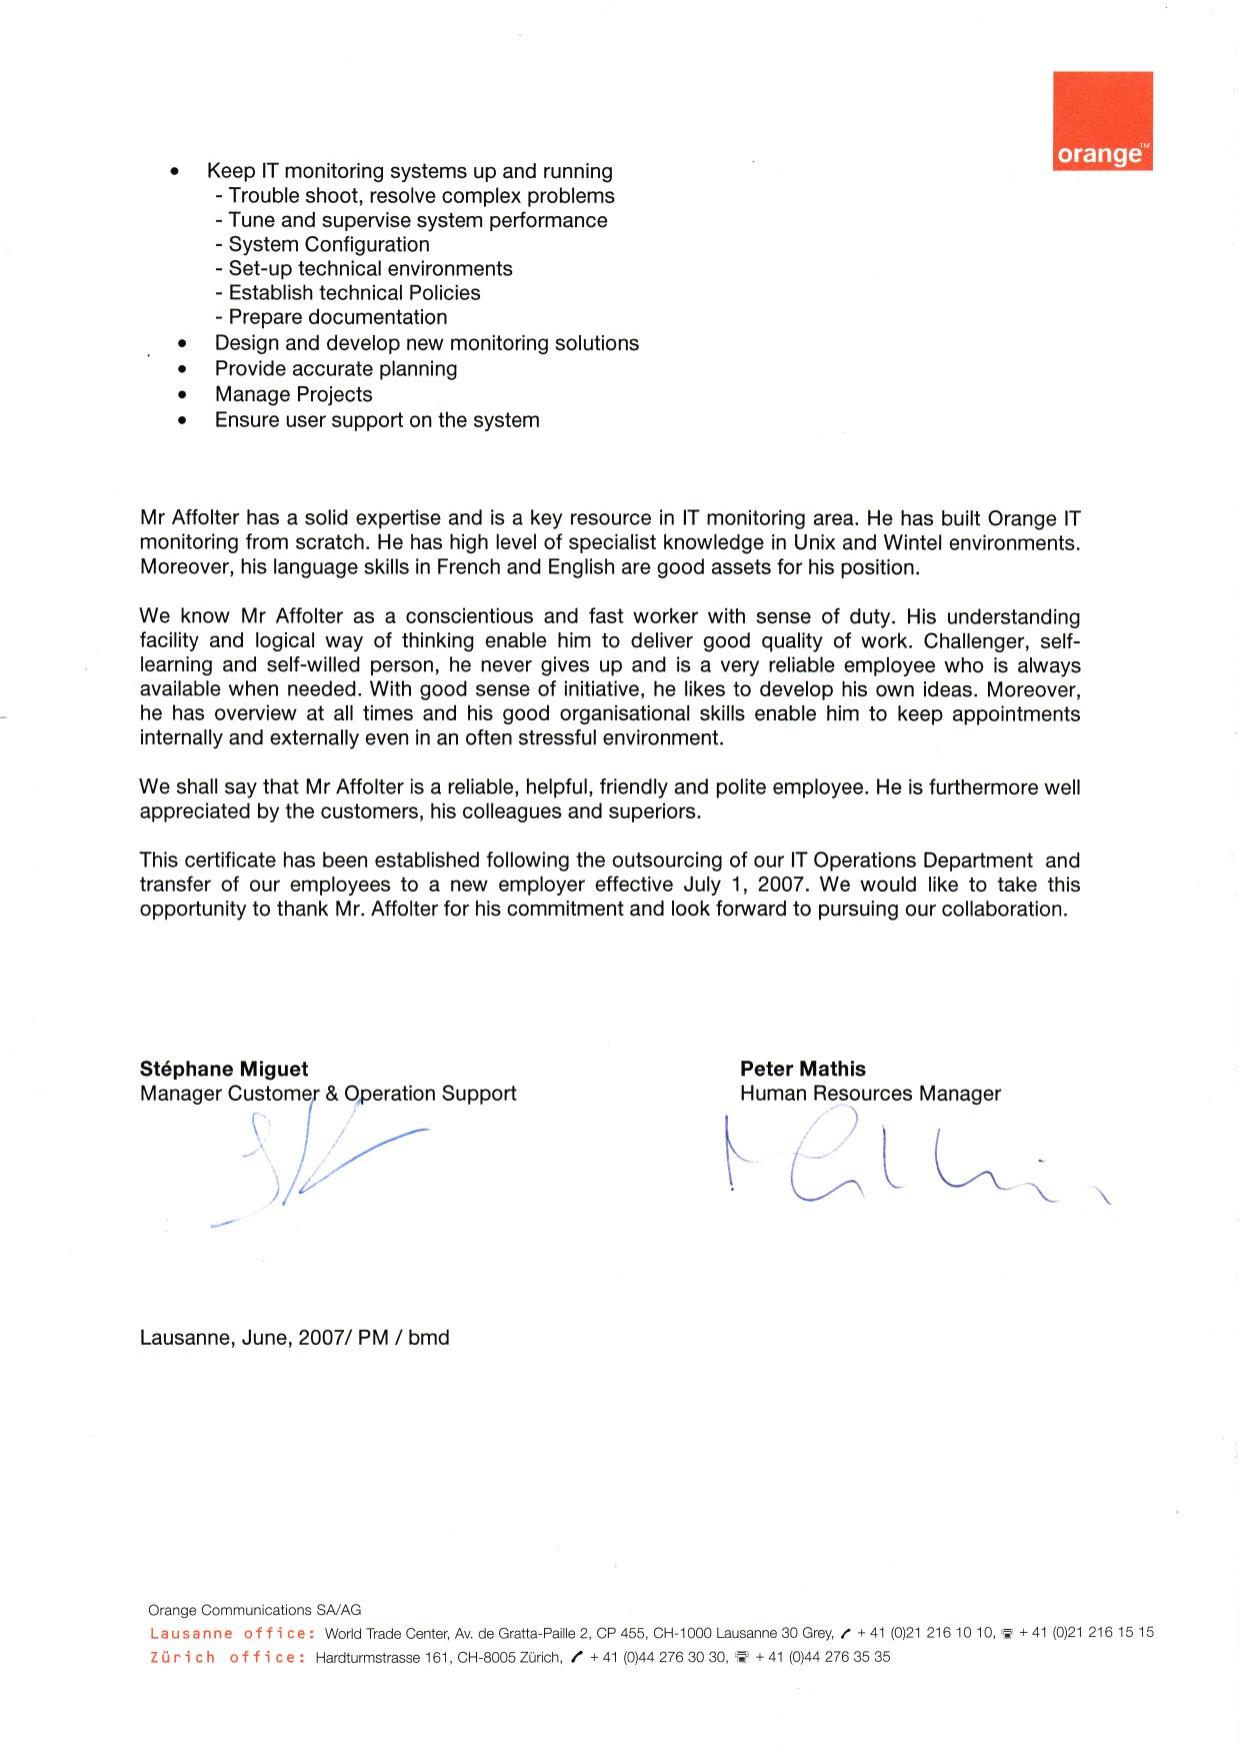 orange™
• Keep IT monitoring systems up and running
- Trouble shoot, resolve complex problems
- Tune and supervise system performance
- System Configuration
- Set-up technical environments
- Establish technical Policies
- Prepare documentation
• Design and develop new monitoring solutions
• Provide accurate planning
• Manage Projects
• Ensure user support on the system
Mr Affolter has a solid expertise and is a key resource in IT monitoring area. He has built Orange IT
monitoring from scratch. He has high level of specialist knowledge in Unix and Wintel environments.
Moreover, his language skills in French and English are good assets for his position.
We know Mr Affolter as a conscientious and fast worker with sense of duty. His understanding
facility and logical way of thinking enable him to deliver good quality of work. Challenger, self-
learning and self-willed person, he never gives up and is a very reliable employee who is always
available when needed. With good sense of initiative, he likes to develop his own ideas. Moreover,
he has overview at all times and his good organisational skills enable him to keep appointments
internally and externally even in an often stressful environment.
We shall say that Mr Affolter is a reliable, helpful, friendly and polite employee. He is furthermore well
appreciated by the customers, his colleagues and superiors.
This certificate has been established following the outsourcing of our IT Operations Department and
transfer of our employees to a new employer effective July 1, 2007. We would like to take this
opportunity to thank Mr. Affolter for his commitment and look forward to pursuing our collaboration.
Stéphane Miguet
Manager Customer & Operation Support
Peter Mathis
Human Resources Manager
Lausanne, June, 2007/ PM / bmd
Orange Communications SA/AG
Lausanne office: World Trade Center, Av. de Gratta-Paille 2, CP 455, CH-1000 Lausanne 30 Grey, + 41 (0)21 216 10 10, + 41 (0)21 216 15 15
Zürich office: Hardturmstrasse 161, CH-8005 Zürich, + 41 (0)44 276 30 30, + 41 (0)44 276 35 35